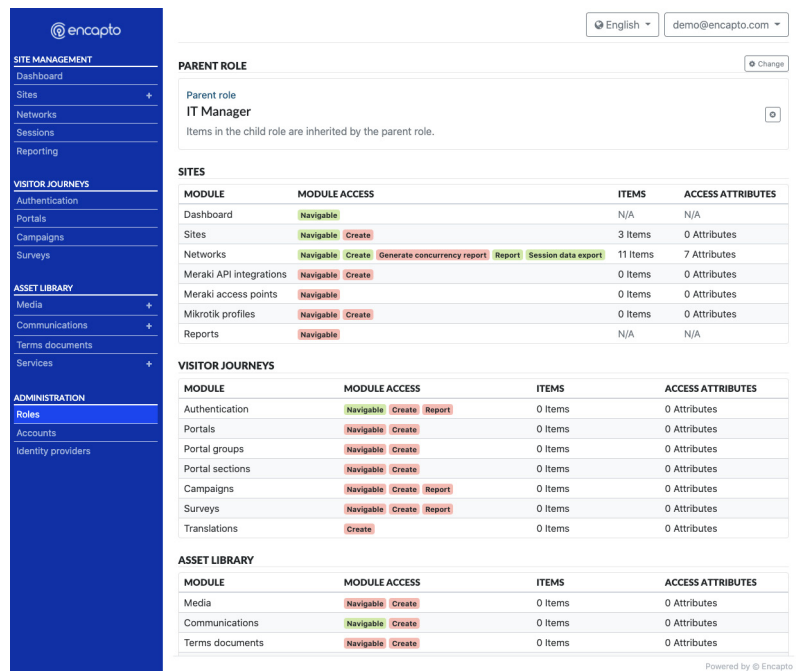 encapto
English
demo@encapto.com
SITE MANAGEMENT
Dashboard
Sites +
Networks
Sessions
Reporting
VISITOR JOURNEYS
Authentication
Portals
Campaigns
Surveys
ASSET LIBRARY
Media +
Communications +
Terms documents
Services +
ADMINISTRATION
Roles
Accounts
Identity providers
PARENT ROLE
Change
Parent role
IT Manager
Items in the child role are inherited by the parent role.
SITES
MODULE MODULE ACCESS ITEMS ACCESS ATTRIBUTES
Dashboard Navigable N/A N/A
Sites Navigable Create 3 Items 0 Attributes
Networks Navigable Create Generate concurrency report Report Session data export 11 Items 7 Attributes
Meraki API integrations Navigable Create 0 Items 0 Attributes
Meraki access points Navigable 0 Items 0 Attributes
Mikrotik profiles Navigable Create 0 Items 0 Attributes
Reports Navigable N/A N/A
VISITOR JOURNEYS
MODULE MODULE ACCESS ITEMS ACCESS ATTRIBUTES
Authentication Navigable Create Report 0 Items 0 Attributes
Portals Navigable Create 0 Items 0 Attributes
Portal groups Navigable Create 0 Items 0 Attributes
Portal sections Navigable Create 0 Items 0 Attributes
Campaigns Navigable Create Report 0 Items 0 Attributes
Surveys Navigable Create Report 0 Items 0 Attributes
Translations Create 0 Items 0 Attributes
ASSET LIBRARY
MODULE MODULE ACCESS ITEMS ACCESS ATTRIBUTES
Media Navigable Create 0 Items 0 Attributes
Communications Navigable Create 0 Items 0 Attributes
Terms documents Navigable Create 0 Items 0 Attributes
Powered by @ Encapto